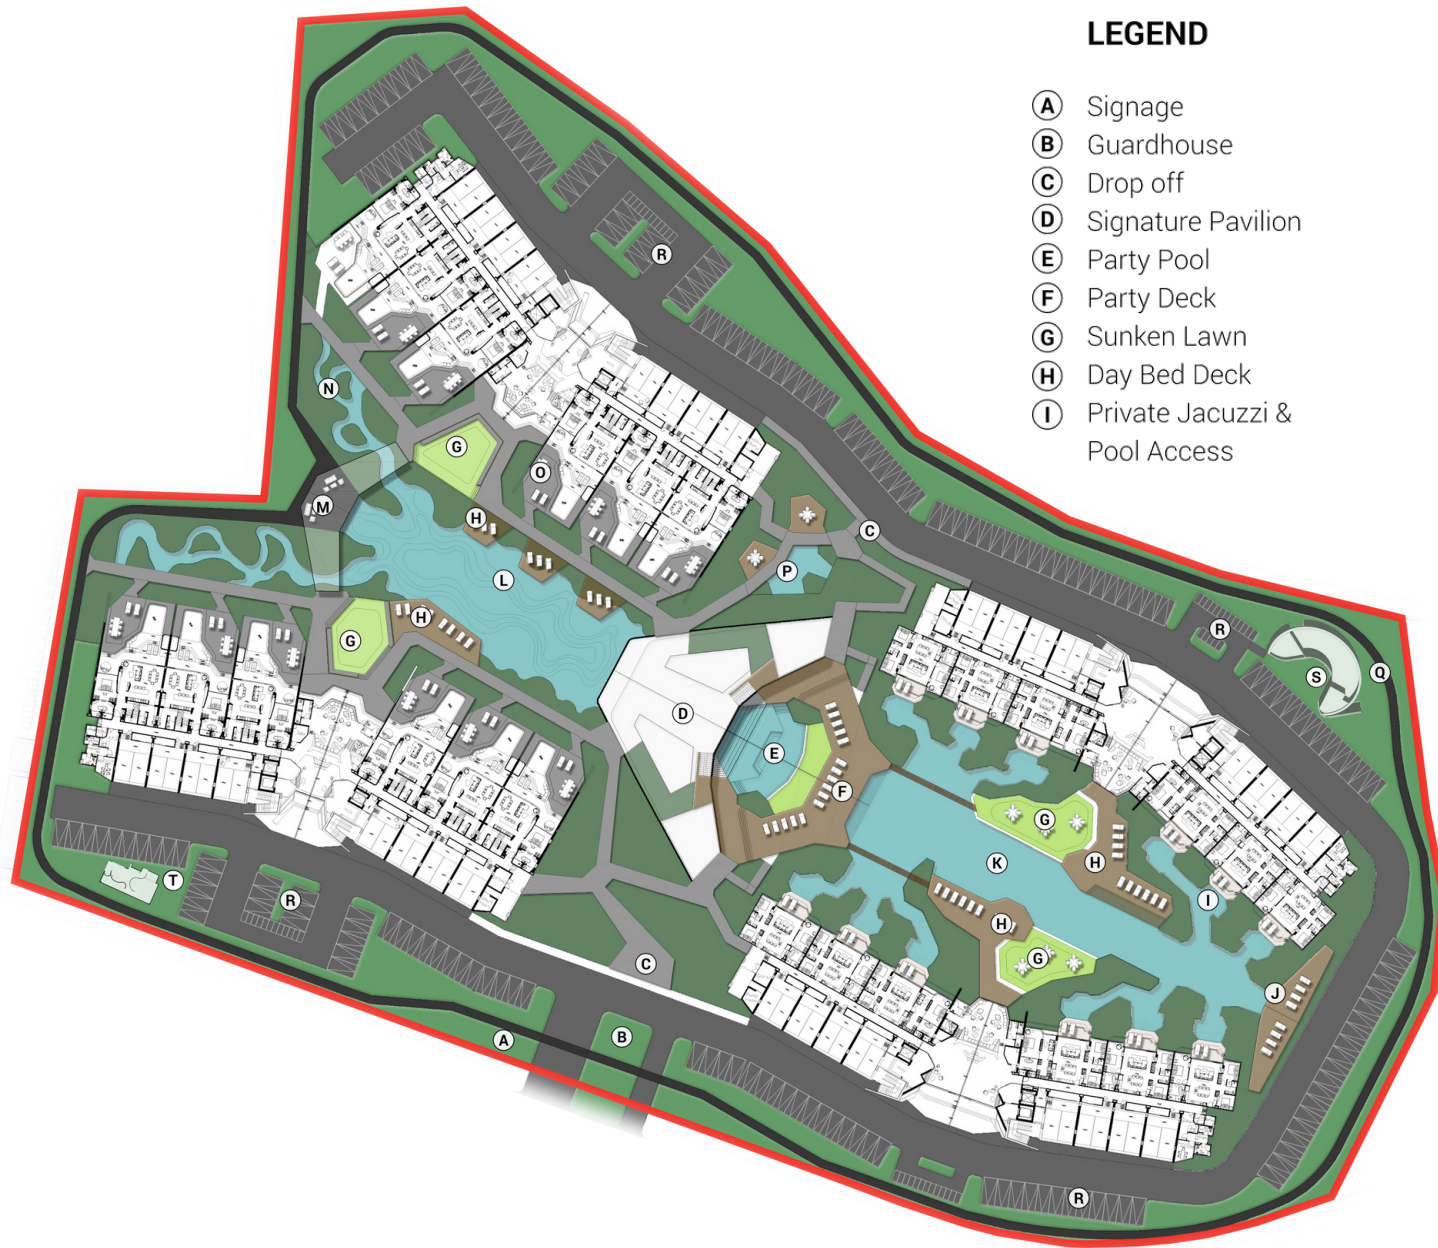 LEGEND
A Signage
B Guardhouse
C Drop off
D Signature Pavilion
E Party Pool
F Party Deck
G Sunken Lawn
H Day Bed Deck
I Private Jacuzzi &
Pool Access
R
N
G
O
M
H
C
L
P
H
G
R
S
Q
D
E
F
G
K
H
T
R
I
H
G
C
J
A
B
R